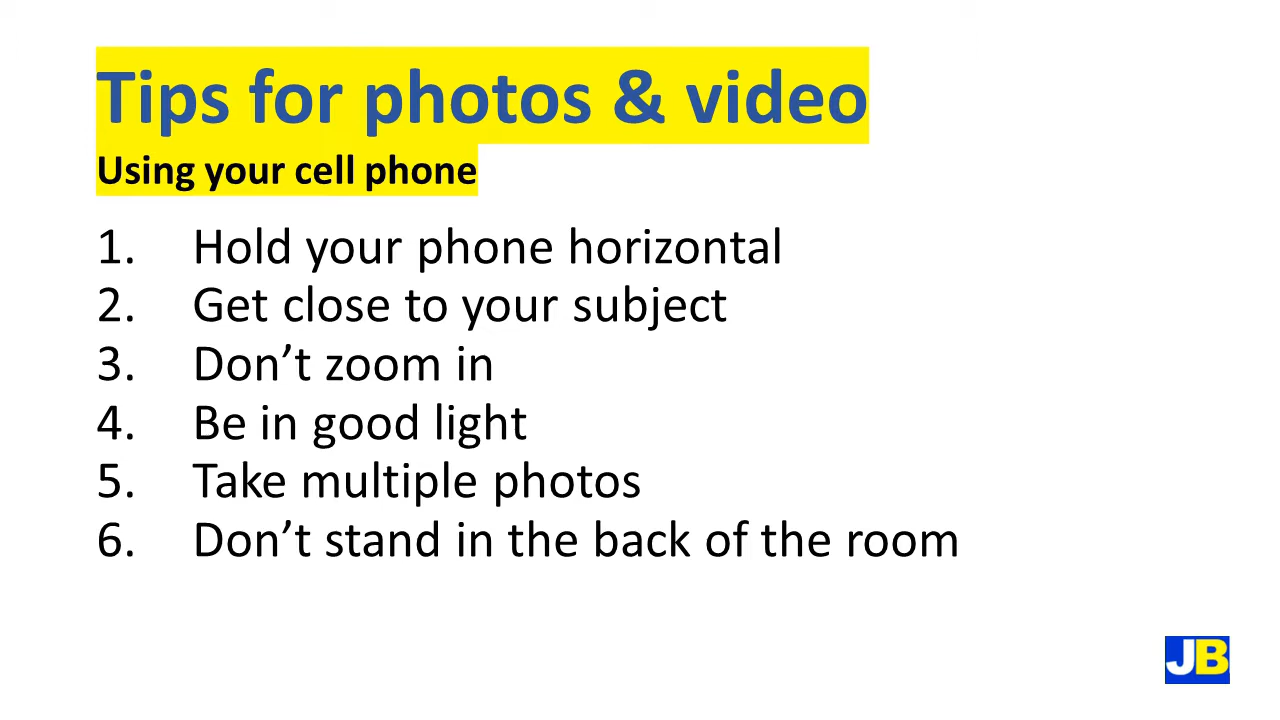 Tips for photos & video
Using your cell phone
1. Hold your phone horizontal
2. Get close to your subject
3. Don’t zoom in
4. Be in good light
5. Take multiple photos
6. Don’t stand in the back of the room
JB